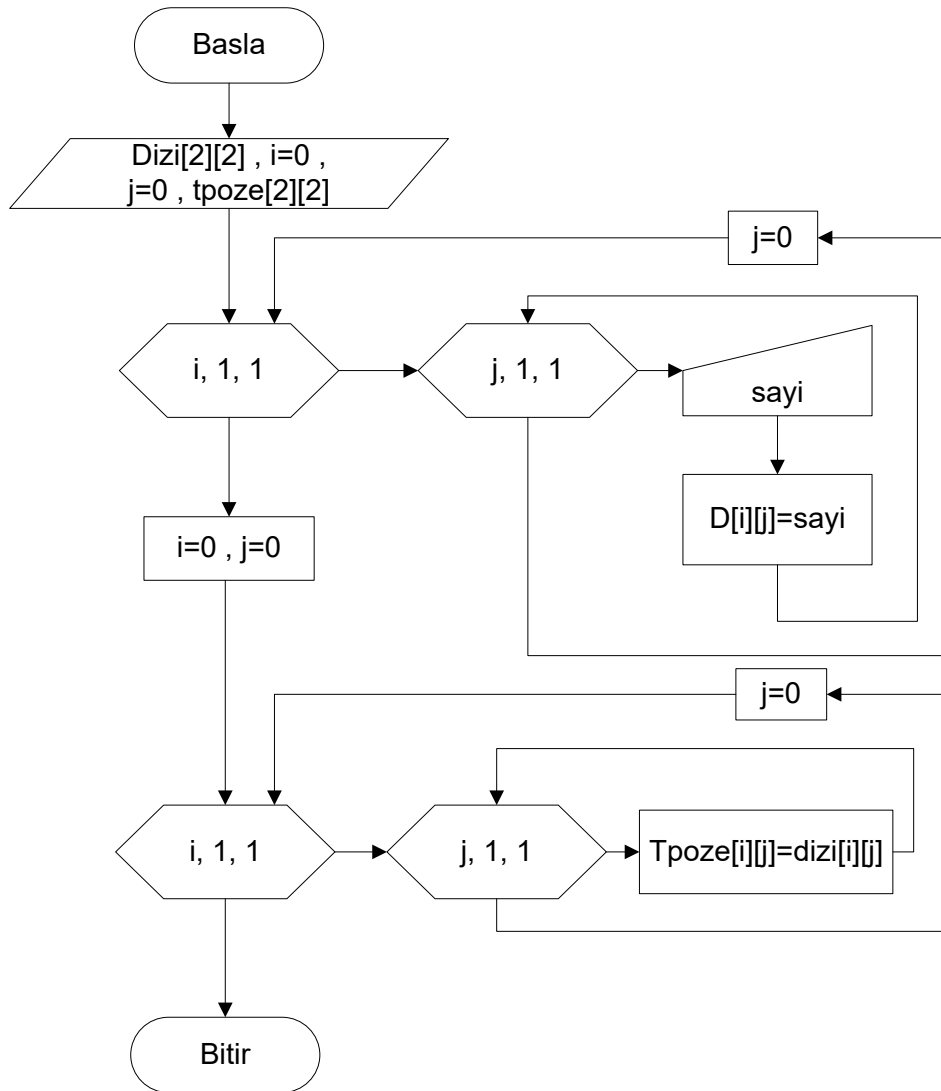 Basla
Dizi[2][2] , i=0 ,
j=0 , tpoze[2][2]
j=0
i, 1, 1
j, 1, 1
sayi
D[i][j]=sayi
i=0 , j=0
j=0
i, 1, 1
j, 1, 1
Tpoze[i][j]=dizi[i][j]
Bitir